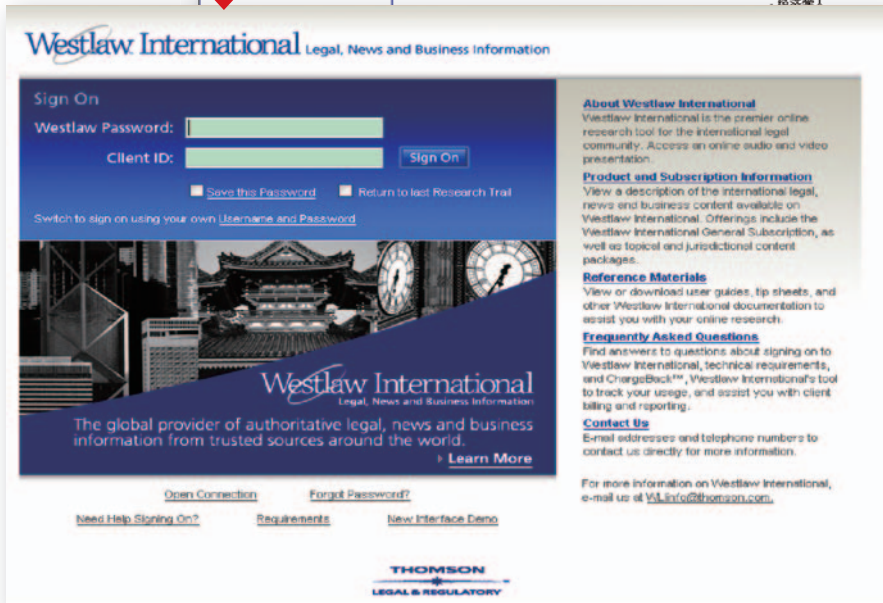 Westlaw International Legal, News and Business Information
Sign On
Westlaw Password:
Client ID:
Sign On
Save this Password
Return to last Research Trail
Switch to sign on using your own Username and Password
Westlaw International
Legal, News and Business Information
The global provider of authoritative legal, news and business
information from trusted sources around the world.
Learn More
Open Connection Forgot Password?
Need Help Signing On? Requirements New Interface Demo
About Westlaw International
Westlaw International is the premier online
research tool for the international legal
community. Access an online audio and video
presentation.
Product and Subscription Information
View a description of the international legal,
news and business content available on
Westlaw International. Offerings include the
Westlaw International General Subscription, as
well as topical and jurisdictional content
packages.
Reference Materials
View or download user guides, tip sheets, and
other Westlaw International documentation to
assist you with your online research.
Frequently Asked Questions
Find answers to questions about signing on to
Westlaw International, technical requirements,
and ChargeBack™, Westlaw International's tool
to track your usage, and assist you with client
billing and reporting.
Contact Us
E-mail addresses and telephone numbers to
contact us directly for more information.
For more information on Westlaw International,
e-mail us at WLinfo@thomson.com.
THOMSON
LEGAL & REGULATORY